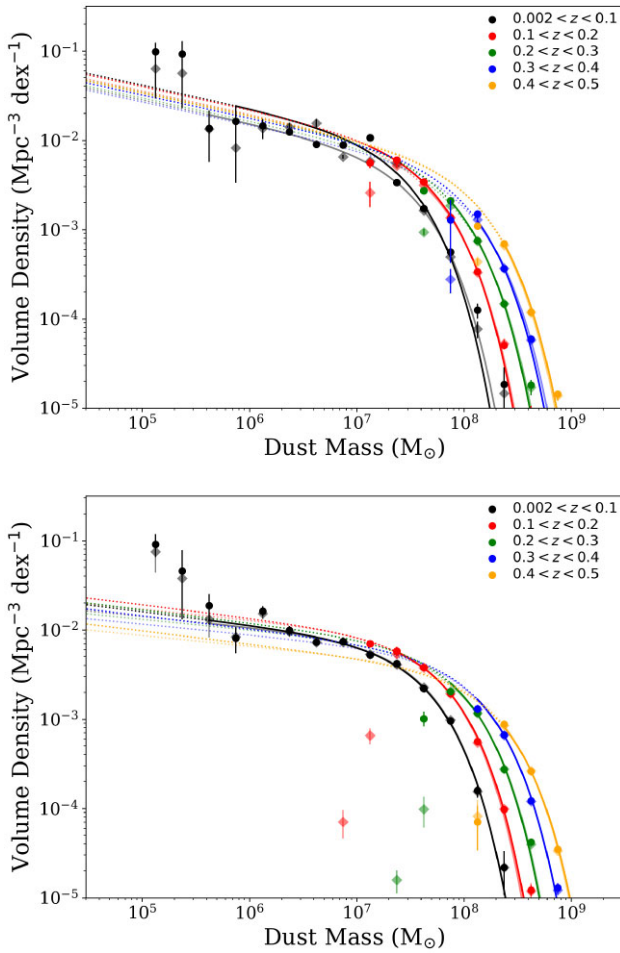 0.002 < z < 0.1
0.1 < z < 0.2
0.2 < z < 0.3
0.3 < z < 0.4
0.4 < z < 0.5
Volume Density (Mpc⁻³ dex⁻¹)
10⁻¹
10⁻²
10⁻³
10⁻⁴
10⁻⁵
10⁵ 10⁶ 10⁷ 10⁸ 10⁹
Dust Mass (M☉)
0.002 < z < 0.1
0.1 < z < 0.2
0.2 < z < 0.3
0.3 < z < 0.4
0.4 < z < 0.5
Volume Density (Mpc⁻³ dex⁻¹)
10⁻¹
10⁻²
10⁻³
10⁻⁴
10⁻⁵
10⁵ 10⁶ 10⁷ 10⁸ 10⁹
Dust Mass (M☉)